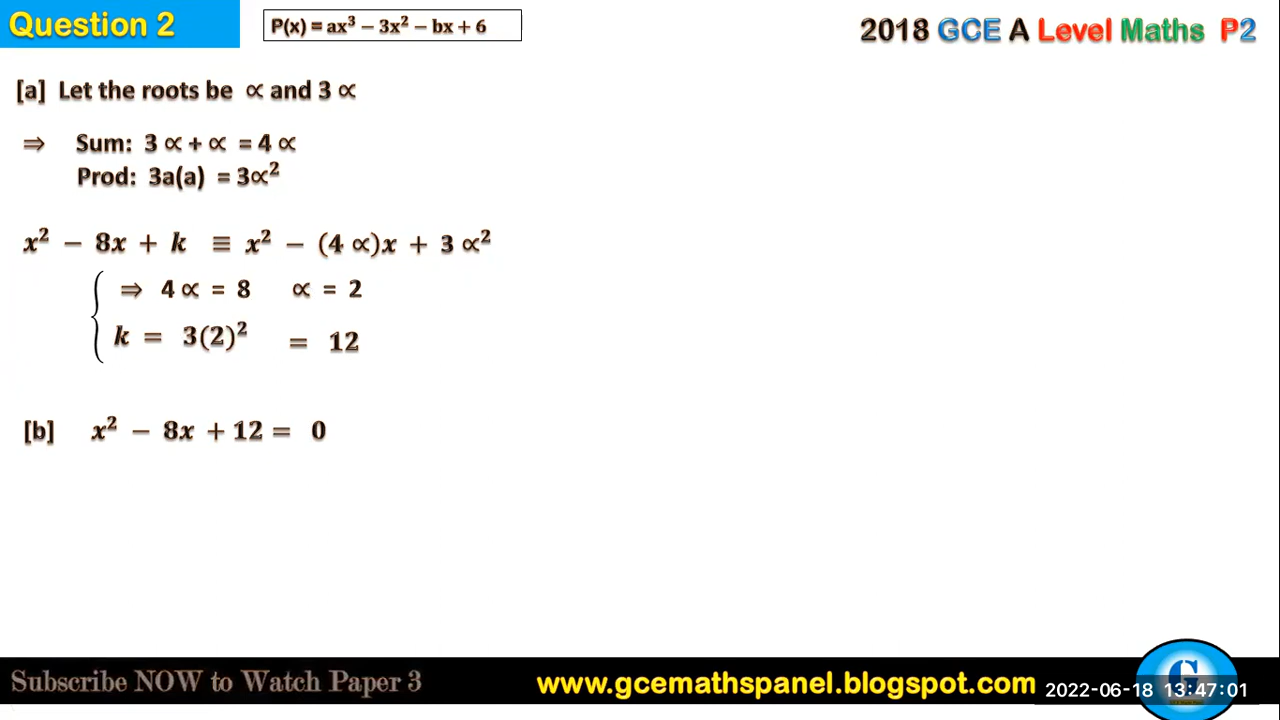 Question 2
P(x) = ax³ − 3x² − bx + 6
2018 GCE A Level Maths P2
[a] Let the roots be ∝ and 3 ∝
⇒ Sum: 3 ∝ + ∝ = 4 ∝
Prod: 3a(a) = 3∝²
x² − 8x + k ≡ x² − (4 ∝)x + 3 ∝²
⇒ 4 ∝ = 8 ∝ = 2
k = 3(2)² = 12
[b] x² − 8x + 12 = 0
Subscribe NOW to Watch Paper 3
www.gcemathspanel.blogspot.com
2022-06-18 13:47:01